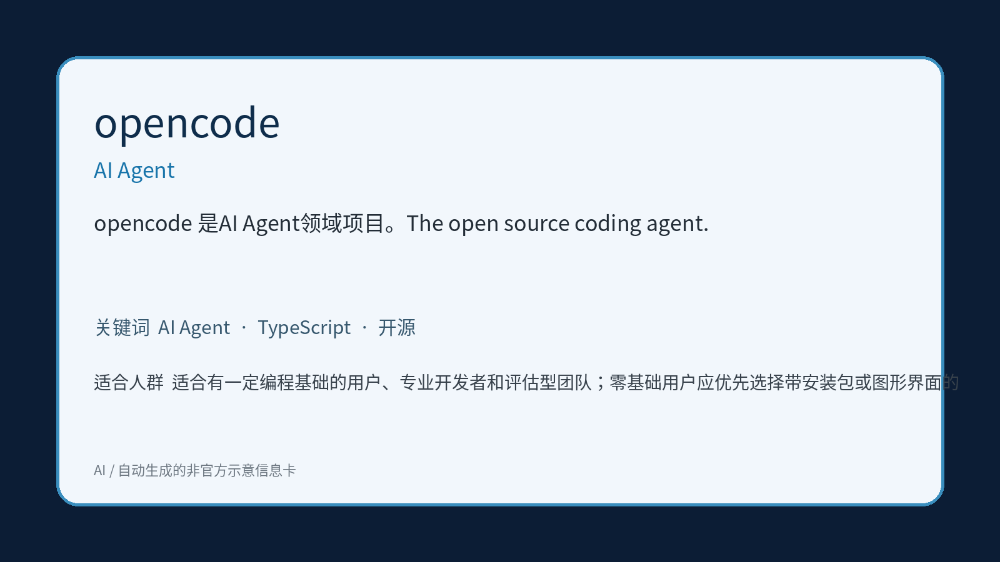 opencode
AI Agent
opencode 是AI Agent领域项目。The open source coding agent.
关键词 AI Agent · TypeScript · 开源
适合人群 适合有一定编程基础的用户、专业开发者和评估型团队；零基础用户应优先选择带安装包或图形界面的
AI / 自动生成的非官方示意信息卡